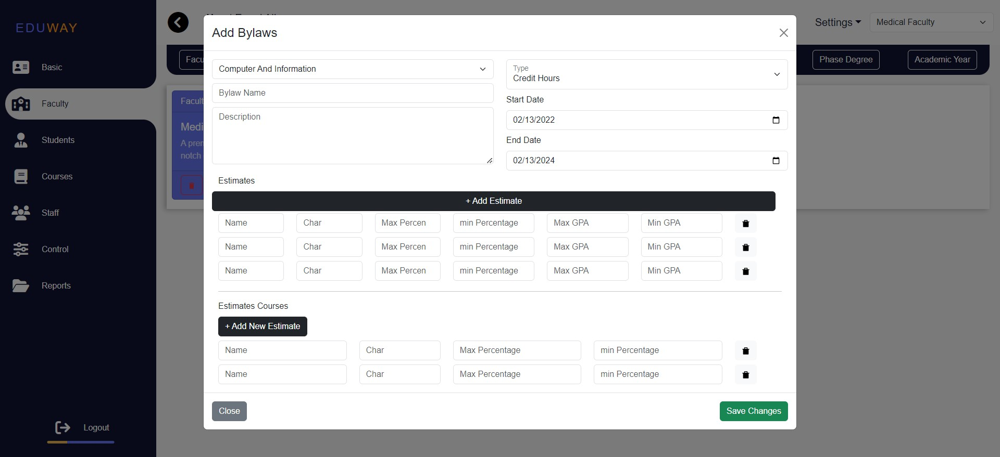 EDUWAY
Basic
Faculty
Students
Courses
Staff
Control
Reports
Logout
Settings
Medical Faculty
Phase Degree
Academic Year
A
notch
Add Bylaws
Computer And Information
Bylaw Name
Description
Type
Credit Hours
Start Date
02/13/2022
End Date
02/13/2024
Estimates
+ Add Estimate
Name Char Max Percen min Percentage Max GPA Min GPA
Name Char Max Percen min Percentage Max GPA Min GPA
Name Char Max Percen min Percentage Max GPA Min GPA
Estimates Courses
+ Add New Estimate
Name Char Max Percentage min Percentage
Name Char Max Percentage min Percentage
Close
Save Changes